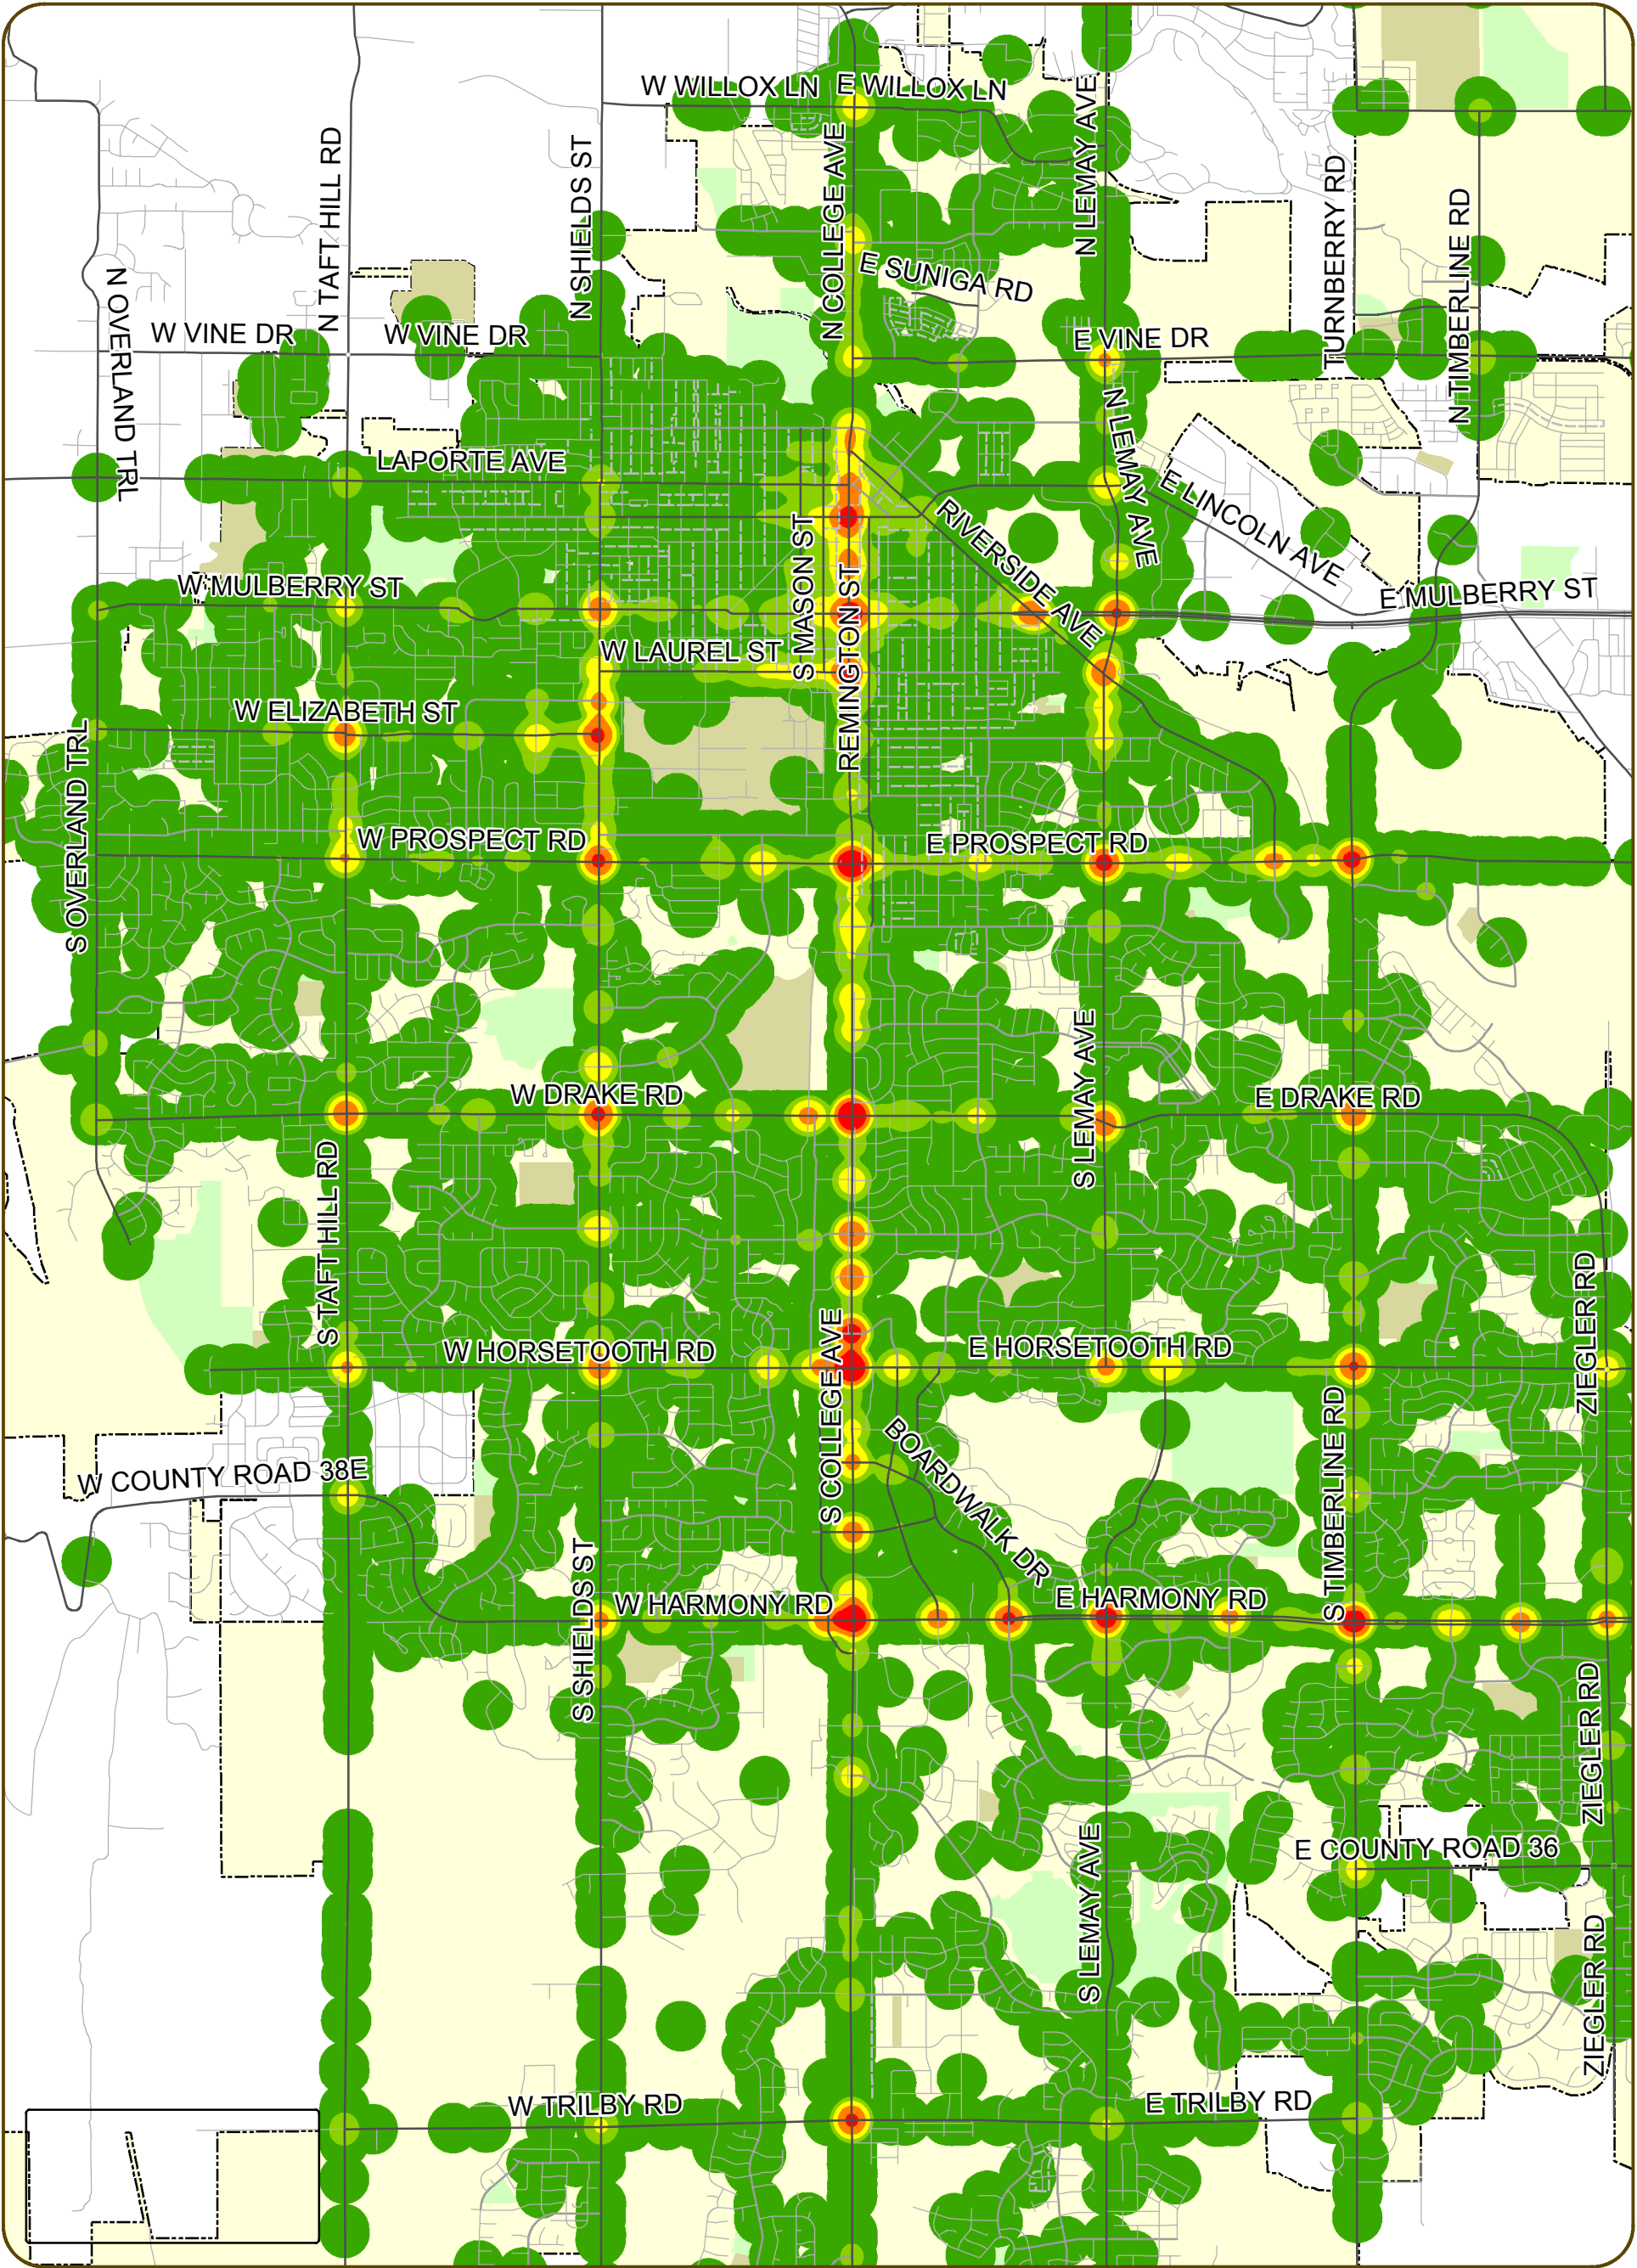 W WILLOX LN
E WILLOX LN
N LEMAY AVE
N COLLEGE AVE
N TAFT HILL RD
N SHIELDS ST
TURNBERRY RD
N TIMBERLINE RD
E SUNIGA RD
N OVERLAND TRL
W VINE DR
W VINE DR
E VINE DR
N LEMAY AVE
LAPORTE AVE
E LINCOLN AVE
RIVERSIDE AVE
S MASON ST
W MULBERRY ST
E MULBERRY ST
REMINGTON ST
W LAUREL ST
W ELIZABETH ST
S OVERLAND TRL
W PROSPECT RD
E PROSPECT RD
S LEMAY AVE
W DRAKE RD
E DRAKE RD
S TAFT HILL RD
ZIEGLER RD
W HORSETOOTH RD
E HORSETOOTH RD
S COLLEGE AVE
S TIMBERLINE RD
BOARDWALK DR
W COUNTY ROAD 38E
S SHIELDS ST
W HARMONY RD
E HARMONY RD
ZIEGLER RD
S LEMAY AVE
E COUNTY ROAD 36
ZIEGLER RD
W TRILBY RD
E TRILBY RD